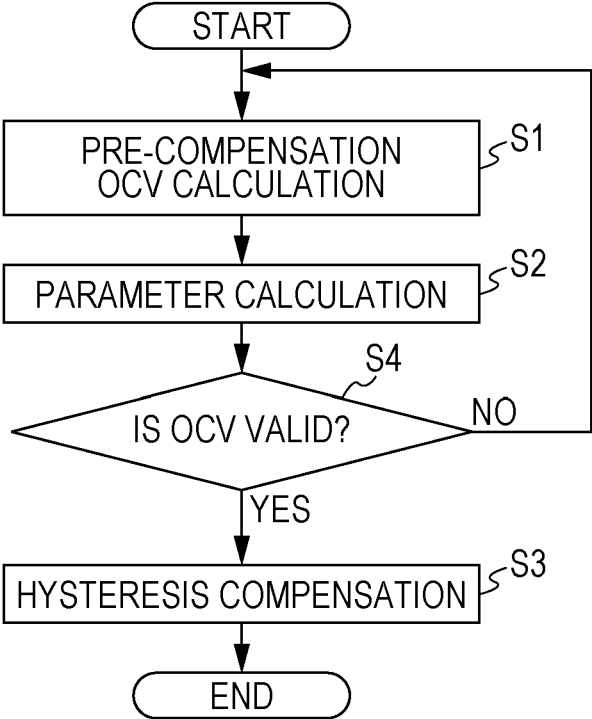 START
PRE-COMPENSATION
OCV CALCULATION
S1
PARAMETER CALCULATION
S2
S4
IS OCV VALID?
NO
YES
HYSTERESIS COMPENSATION
S3
END